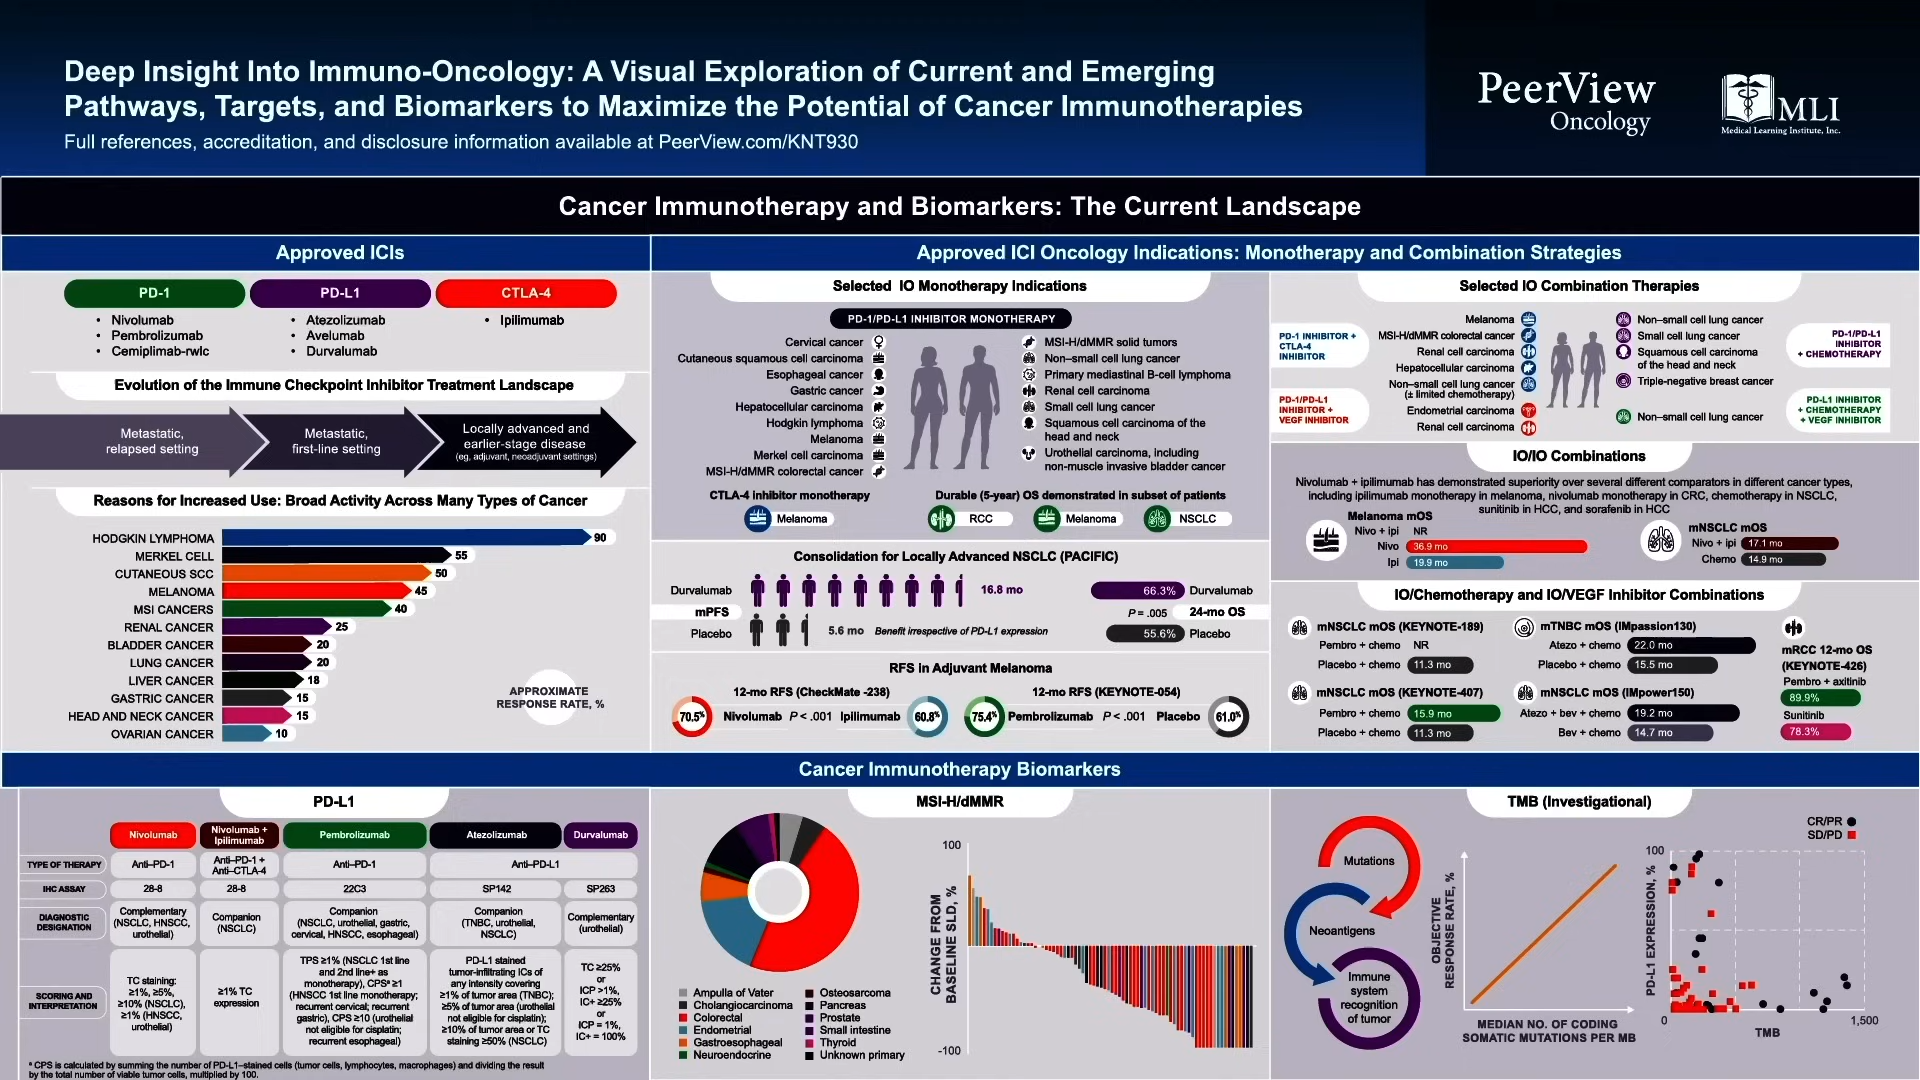 Deep Insight Into Immuno-Oncology: A Visual Exploration of Current and Emerging
Pathways, Targets, and Biomarkers to Maximize the Potential of Cancer Immunotherapies
Full references, accreditation, and disclosure information available at PeerView.com/KNT930
PeerView
Oncology
MLI
Medical Learning Institute, Inc.
Cancer Immunotherapy and Biomarkers: The Current Landscape
Approved ICIs
PD-1
• Nivolumab
• Pembrolizumab
• Cemiplimab-rwlc
PD-L1
• Atezolizumab
• Avelumab
• Durvalumab
CTLA-4
• Ipilimumab
Evolution of the Immune Checkpoint Inhibitor Treatment Landscape
Metastatic,
relapsed setting
Metastatic,
first-line setting
Locally advanced and
earlier-stage disease
(eg, adjuvant, neoadjuvant settings)
Reasons for Increased Use: Broad Activity Across Many Types of Cancer
HODGKIN LYMPHOMA 90
MERKEL CELL 55
CUTANEOUS SCC 50
MELANOMA 45
MSI CANCERS 40
RENAL CANCER 25
BLADDER CANCER 20
LUNG CANCER 20
LIVER CANCER 18
GASTRIC CANCER 15
HEAD AND NECK CANCER 15
OVARIAN CANCER 10
APPROXIMATE
RESPONSE RATE, %
Approved ICI Oncology Indications: Monotherapy and Combination Strategies
Selected IO Monotherapy Indications
PD-1/PD-L1 INHIBITOR MONOTHERAPY
Cervical cancer
Cutaneous squamous cell carcinoma
Esophageal cancer
Gastric cancer
Hepatocellular carcinoma
Hodgkin lymphoma
Melanoma
Merkel cell carcinoma
MSI-H/dMMR colorectal cancer
MSI-H/dMMR solid tumors
Non–small cell lung cancer
Primary mediastinal B-cell lymphoma
Renal cell carcinoma
Small cell lung cancer
Squamous cell carcinoma of the
head and neck
Urothelial carcinoma, including
non-muscle invasive bladder cancer
CTLA-4 inhibitor monotherapy
Melanoma
Durable (5-year) OS demonstrated in subset of patients
RCC
Melanoma
NSCLC
Consolidation for Locally Advanced NSCLC (PACIFIC)
Durvalumab 16.8 mo
mPFS
Placebo 5.6 mo Benefit irrespective of PD-L1 expression
66.3% Durvalumab
P = .005 24-mo OS
55.6% Placebo
RFS in Adjuvant Melanoma
12-mo RFS (CheckMate -238)
70.5% Nivolumab P < .001 Ipilimumab 60.8%
12-mo RFS (KEYNOTE-054)
75.4% Pembrolizumab P < .001 Placebo 61.0%
Selected IO Combination Therapies
PD-1 INHIBITOR +
CTLA-4
INHIBITOR
Melanoma
MSI-H/dMMR colorectal cancer
Renal cell carcinoma
Hepatocellular carcinoma
Non–small cell lung cancer
(± limited chemotherapy)
PD-1/PD-L1
INHIBITOR +
VEGF INHIBITOR
Endometrial carcinoma
Renal cell carcinoma
Non–small cell lung cancer
Small cell lung cancer
Squamous cell carcinoma
of the head and neck
Triple-negative breast cancer
PD-1/PD-L1
INHIBITOR
+ CHEMOTHERAPY
Non–small cell lung cancer
PD-L1 INHIBITOR
+ CHEMOTHERAPY
+ VEGF INHIBITOR
IO/IO Combinations
Nivolumab + ipilimumab has demonstrated superiority over several different comparators in different cancer types,
including ipilimumab monotherapy in melanoma, nivolumab monotherapy in CRC, chemotherapy in NSCLC,
sunitinib in HCC, and sorafenib in HCC
Melanoma mOS
Nivo + ipi NR
Nivo 36.9 mo
Ipi 19.9 mo
mNSCLC mOS
Nivo + ipi 17.1 mo
Chemo 14.9 mo
IO/Chemotherapy and IO/VEGF Inhibitor Combinations
mNSCLC mOS (KEYNOTE-189)
Pembro + chemo NR
Placebo + chemo 11.3 mo
mNSCLC mOS (KEYNOTE-407)
Pembro + chemo 15.9 mo
Placebo + chemo 11.3 mo
mTNBC mOS (IMpassion130)
Atezo + chemo 22.0 mo
Placebo + chemo 15.5 mo
mNSCLC mOS (IMpower150)
Atezo + bev + chemo 19.2 mo
Bev + chemo 14.7 mo
mRCC 12-mo OS
(KEYNOTE-426)
Pembro + axitinib
89.9%
Sunitinib
78.3%
Cancer Immunotherapy Biomarkers
PD-L1
Nivolumab
Nivolumab +
Ipilimumab
Pembrolizumab
Atezolizumab
Durvalumab
TYPE OF THERAPY
Anti–PD-1
Anti–PD-1 +
Anti–CTLA-4
Anti–PD-1
Anti–PD-L1
IHC ASSAY
28-8
28-8
22C3
SP142
SP263
DIAGNOSTIC
DESIGNATION
Complementary
(NSCLC, HNSCC,
urothelial)
Companion
(NSCLC)
Companion
(NSCLC, urothelial, gastric,
cervical, HNSCC, esophageal)
Companion
(TNBC, urothelial,
NSCLC)
Complementary
(urothelial)
SCORING AND
INTERPRETATION
TC staining:
≥1%, ≥5%,
≥10% (NSCLC),
≥1% (HNSCC,
urothelial)
≥1% TC
expression
TPS ≥1% (NSCLC 1st line
and 2nd line+ as
monotherapy), CPSª ≥1
(HNSCC 1st line monotherapy;
recurrent cervical; recurrent
gastric), CPS ≥10 (urothelial
not eligible for cisplatin;
recurrent esophageal)
PD-L1 stained
tumor-infiltrating ICs of
any intensity covering
≥1% of tumor area (TNBC);
≥5% of tumor area (urothelial
not eligible for cisplatin);
≥10% of tumor area or TC
staining ≥50% (NSCLC)
TC ≥25%
or
ICP >1%,
IC+ ≥25%
or
ICP = 1%,
IC+ = 100%
ª CPS is calculated by summing the number of PD-L1–stained cells (tumor cells, lymphocytes, macrophages) and dividing the result
by the total number of viable tumor cells, multiplied by 100.
MSI-H/dMMR
Ampulla of Vater
Cholangiocarcinoma
Colorectal
Endometrial
Gastroesophageal
Neuroendocrine
Osteosarcoma
Pancreas
Prostate
Small intestine
Thyroid
Unknown primary
CHANGE FROM
BASELINE SLD, %
100
-100
TMB (Investigational)
Mutations
Neoantigens
Immune
system
recognition
of tumor
OBJECTIVE
RESPONSE RATE, %
MEDIAN NO. OF CODING
SOMATIC MUTATIONS PER MB
CR/PR
SD/PD
PD-L1 EXPRESSION, %
100
0
TMB
1,500